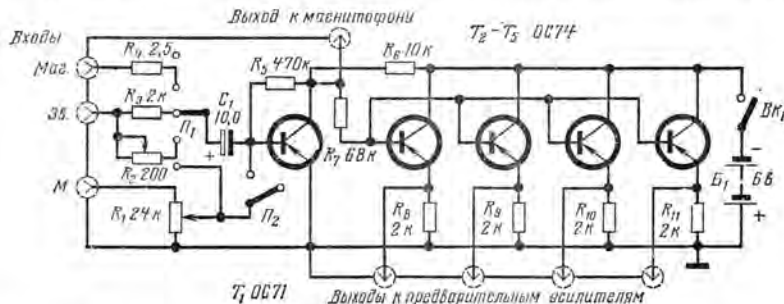 Выход к магнитофону
Входы
Маг.
R4 2,5
Зв.
R3 2к
П1
R2 200
М
R1 24к
П2
C1
10,0
+
R5 470к
R7 68к
R6 10к
T2–T5 OC74
R8
2к
R9
2к
R10
2к
R11
2к
Вк1
–
Б1
6в
+
T1 OC71
Выходы к предварительным усилителям